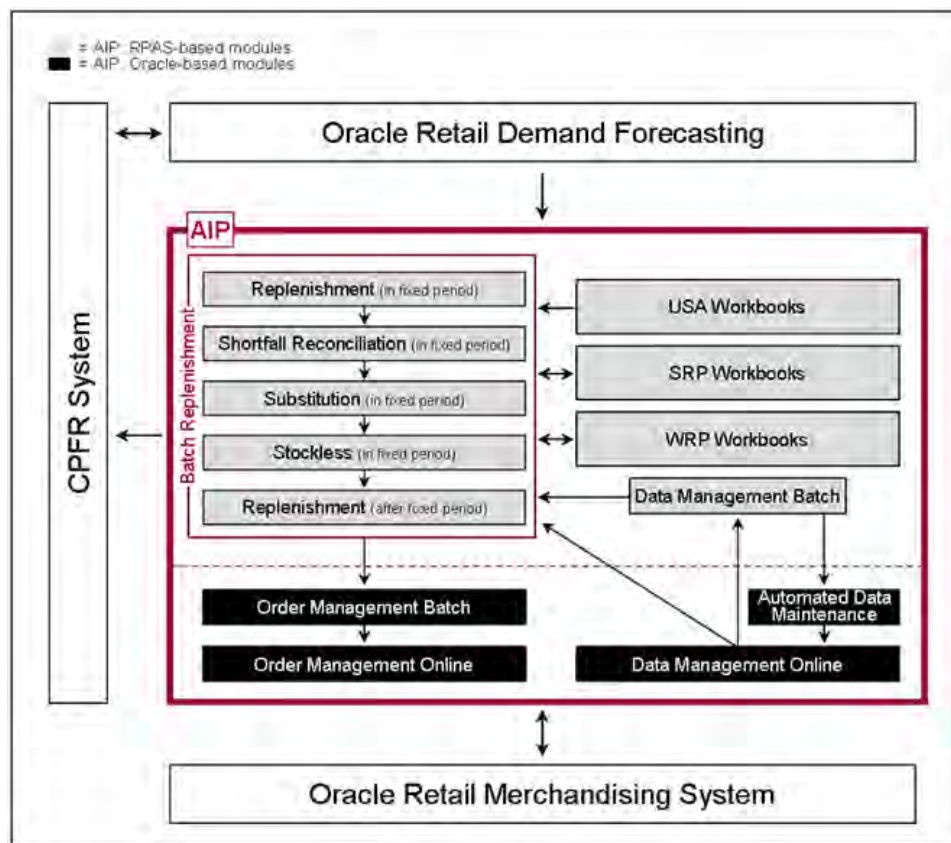 = AIP: RPAS-based modules
= AIP: Oracle-based modules
Oracle Retail Demand Forecasting
CPFR System
AIP
Batch Replenishment
Replenishment (in fixed period)
Shortfall Reconciliation (in fixed period)
Substitution (in fixed period)
Stockless (in fixed period)
Replenishment (after fixed period)
USA Workbooks
SRP Workbooks
WRP Workbooks
Data Management Batch
Order Management Batch
Order Management Online
Automated Data
Maintenance
Data Management Online
Oracle Retail Merchandising System